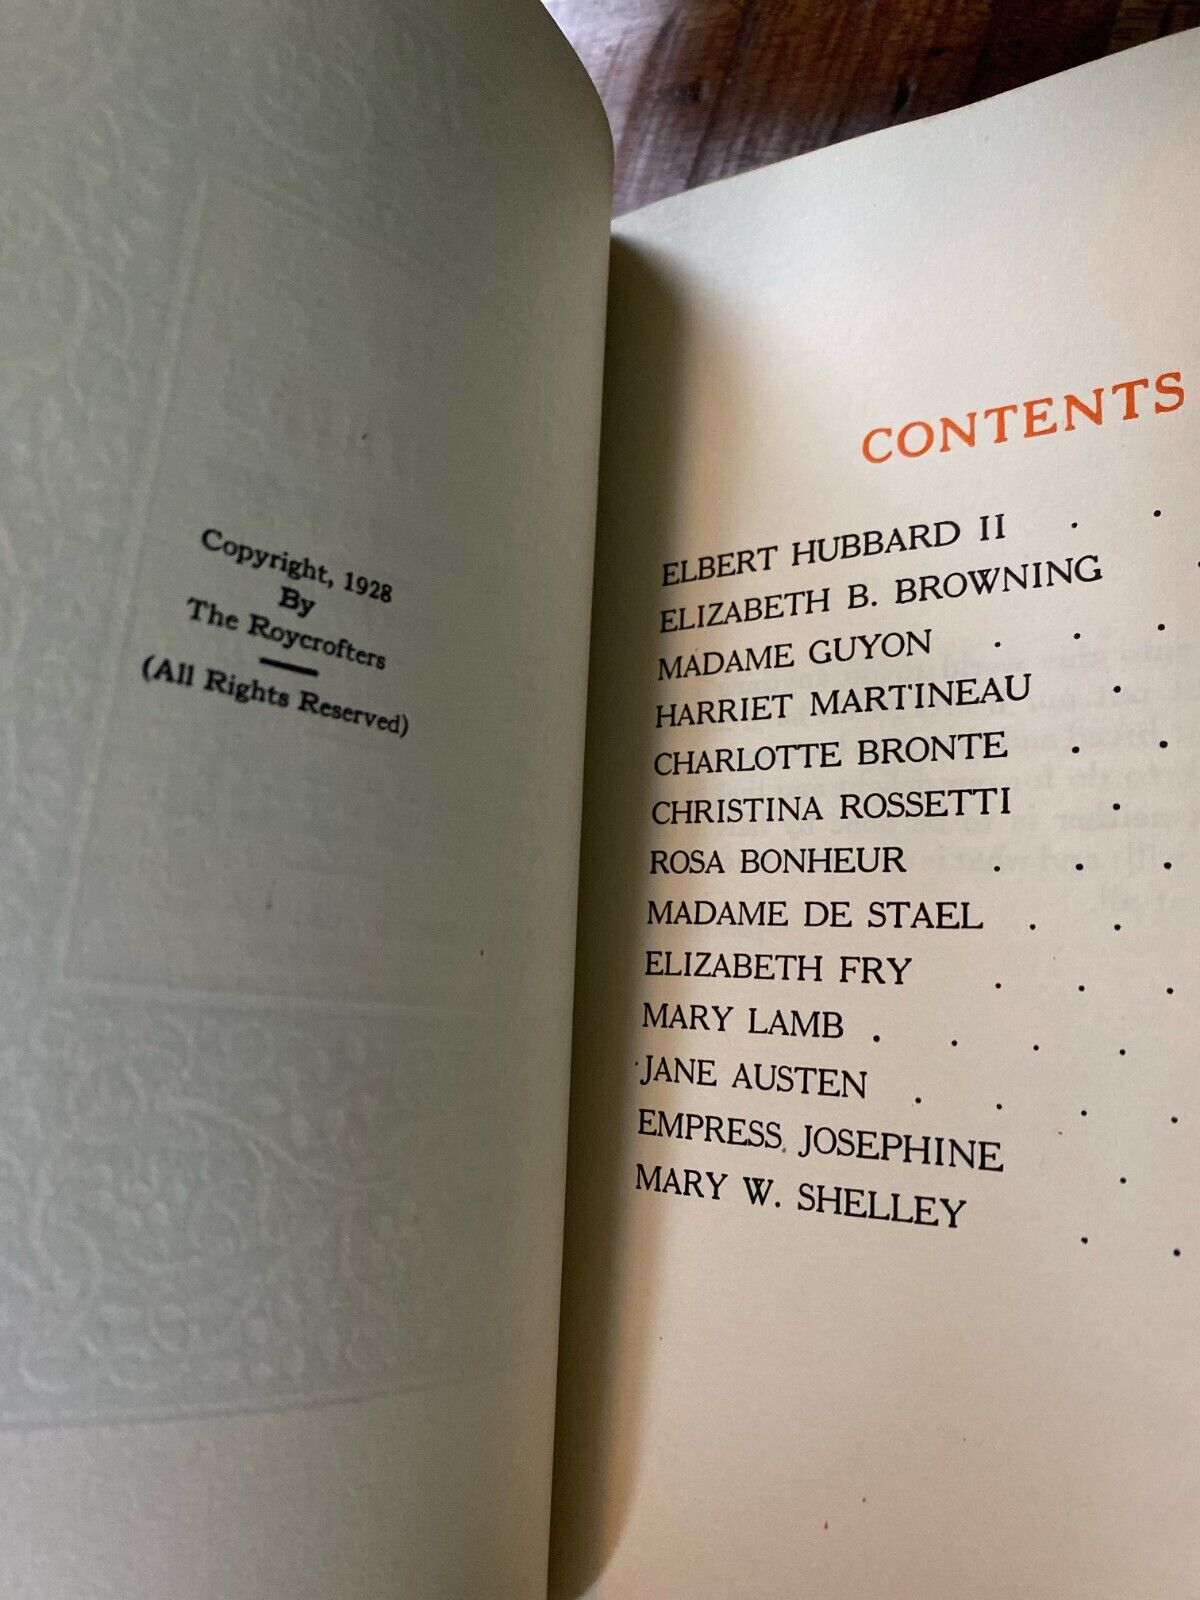 Copyright, 1928
By
The Roycrofters
(All Rights Reserved)
CONTENTS
ELBERT HUBBARD II . .
ELIZABETH B. BROWNING .
MADAME GUYON . . .
HARRIET MARTINEAU .
CHARLOTTE BRONTE . .
CHRISTINA ROSSETTI .
ROSA BONHEUR . . .
MADAME DE STAEL . .
ELIZABETH FRY . . .
MARY LAMB . . . .
JANE AUSTEN . . . .
EMPRESS JOSEPHINE .
MARY W. SHELLEY . .